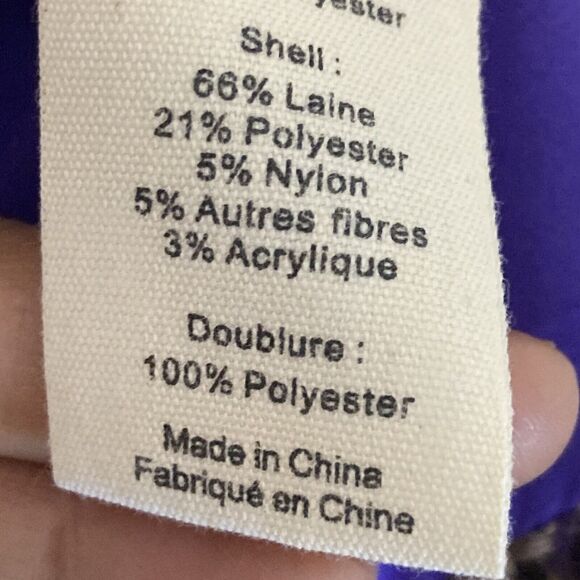 Shell :
66% Laine
21% Polyester
5% Nylon
5% Autres fibres
3% Acrylique
Doublure :
100% Polyester
Made in China
Fabriqué en Chine